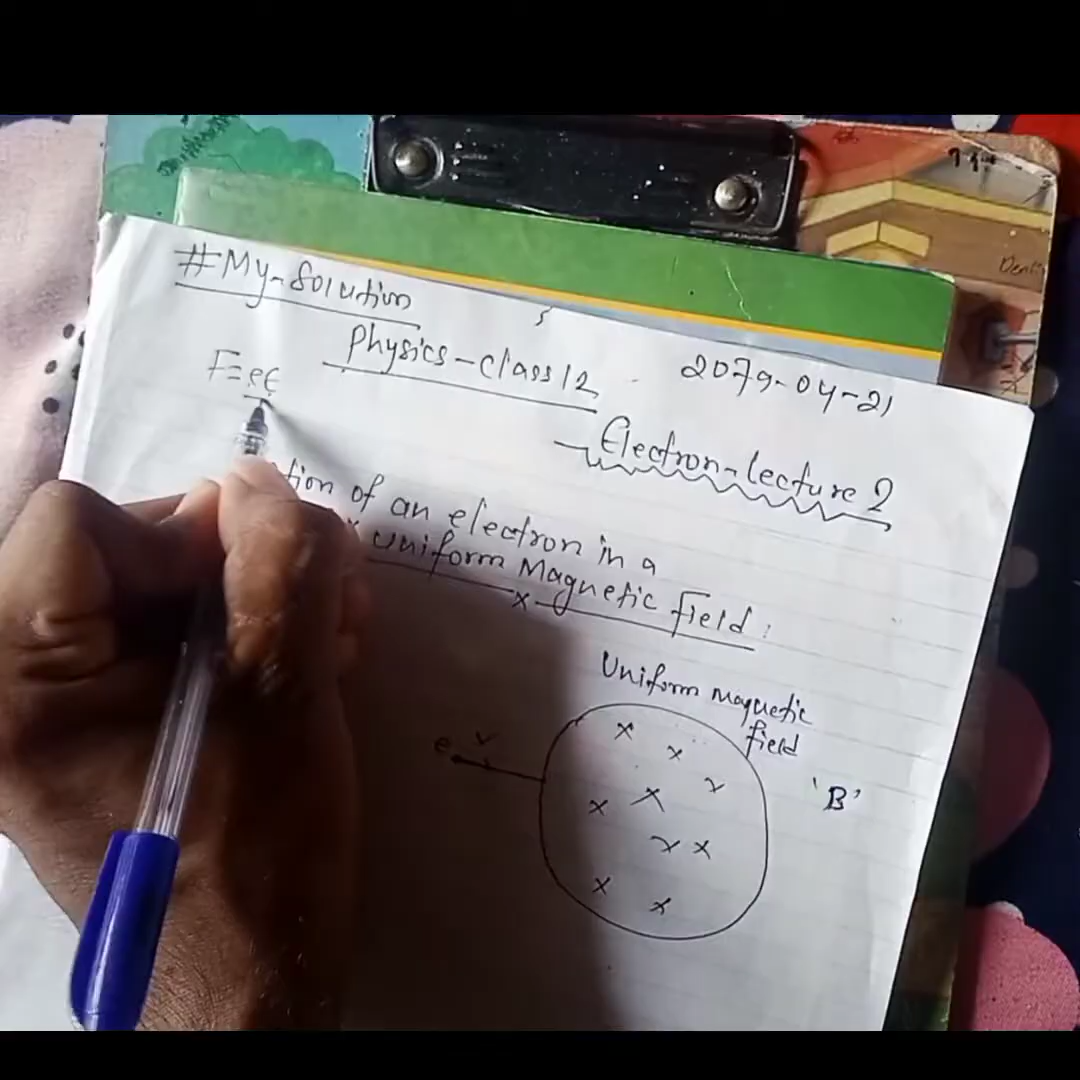 #My-Solution
Physics-class 12
2079-04-21
F=eE
Electron-lecture 2
tion of an electron in a
Uniform Magnetic field:
Uniform magnetic
field
'B'
e v